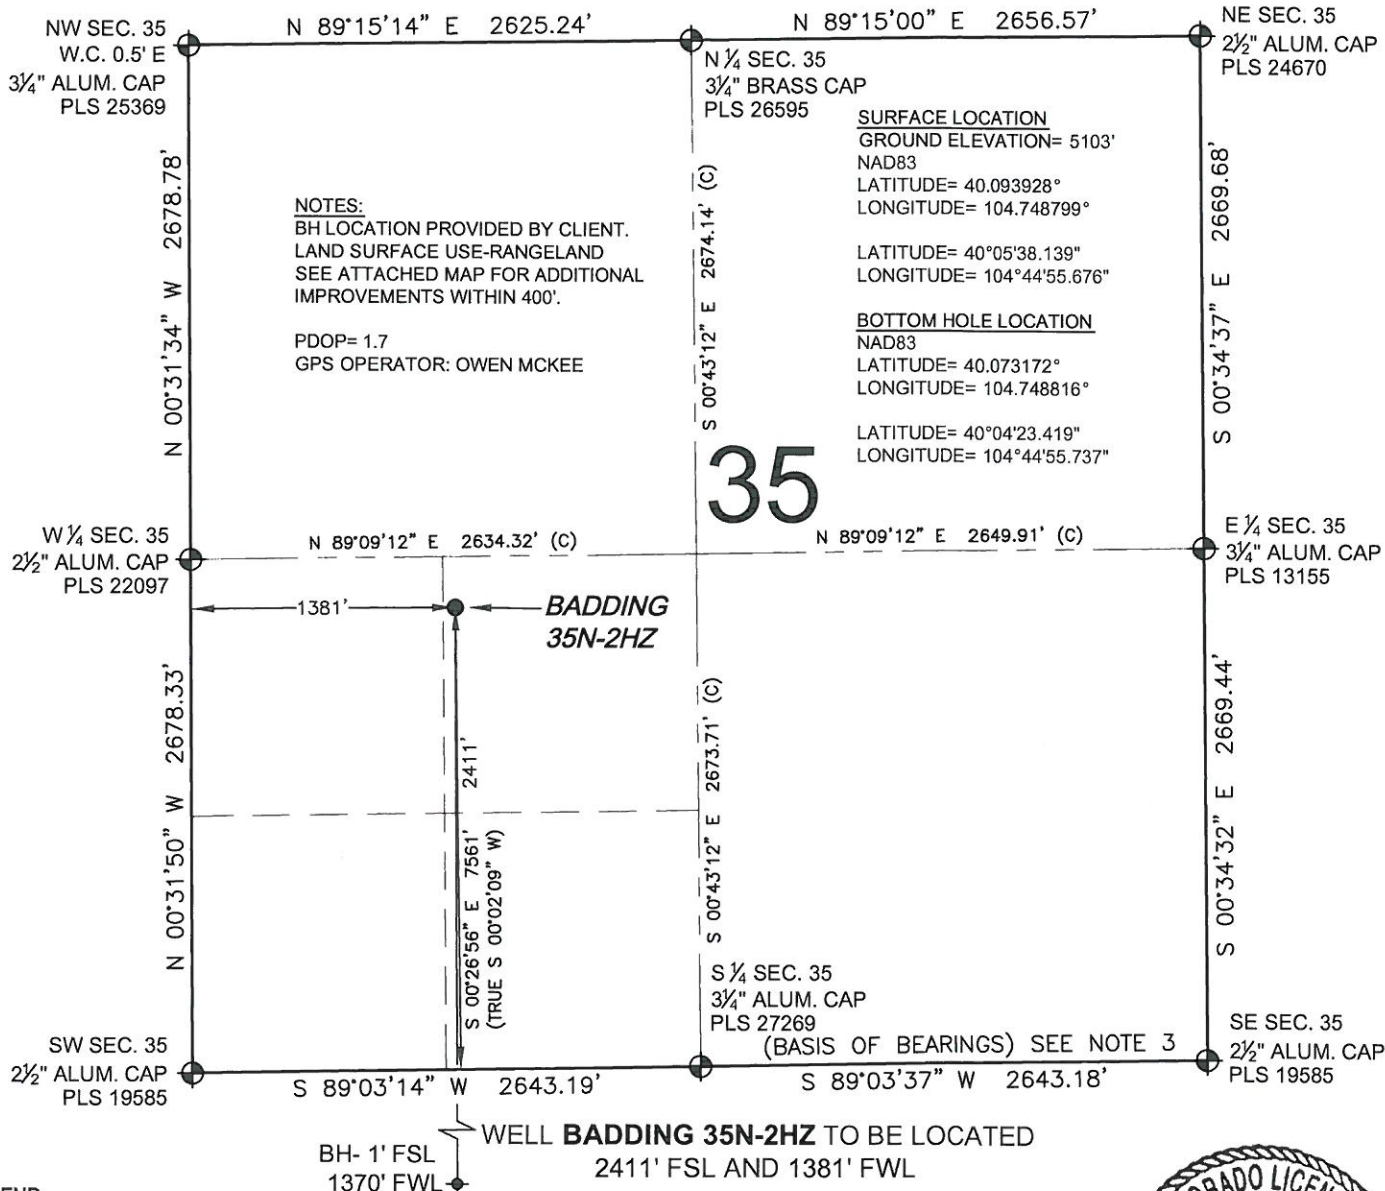 N 89°15'14" E 2625.24'
N 89°15'00" E 2656.57'
NW SEC. 35
W.C. 0.5' E
3¼" ALUM. CAP
PLS 25369
N ¼ SEC. 35
3¼" BRASS CAP
PLS 26595
NE SEC. 35
2½" ALUM. CAP
PLS 24670
N 00°31'34" W 2678.78'
NOTES:
BH LOCATION PROVIDED BY CLIENT.
LAND SURFACE USE-RANGELAND
SEE ATTACHED MAP FOR ADDITIONAL
IMPROVEMENTS WITHIN 400'.
PDOP= 1.7
GPS OPERATOR: OWEN MCKEE
S 00°43'12" E 2674.14' (C)
SURFACE LOCATION
GROUND ELEVATION= 5103'
NAD83
LATITUDE= 40.093928°
LONGITUDE= 104.748799°
LATITUDE= 40°05'38.139"
LONGITUDE= 104°44'55.676"
BOTTOM HOLE LOCATION
NAD83
LATITUDE= 40.073172°
LONGITUDE= 104.748816°
LATITUDE= 40°04'23.419"
LONGITUDE= 104°44'55.737"
S 00°34'37" E 2669.68'
35
W ¼ SEC. 35
2½" ALUM. CAP
PLS 22097
N 89°09'12" E 2634.32' (C)
N 89°09'12" E 2649.91' (C)
E ¼ SEC. 35
3¼" ALUM. CAP
PLS 13155
1381'
BADDING
35N-2HZ
N 00°31'50" W 2678.33'
2411'
S 00°26'56" E 7561'
(TRUE S 00°02'09" W)
S 00°43'12" E 2673.71' (C)
S 00°34'32" E 2669.44'
S ¼ SEC. 35
3¼" ALUM. CAP
PLS 27269
SW SEC. 35
2½" ALUM. CAP
PLS 19585
(BASIS OF BEARINGS) SEE NOTE 3
SE SEC. 35
2½" ALUM. CAP
PLS 19585
S 89°03'14" W 2643.19'
S 89°03'37" W 2643.18'
WELL BADDING 35N-2HZ TO BE LOCATED
2411' FSL AND 1381' FWL
BH- 1' FSL
1370' FWL